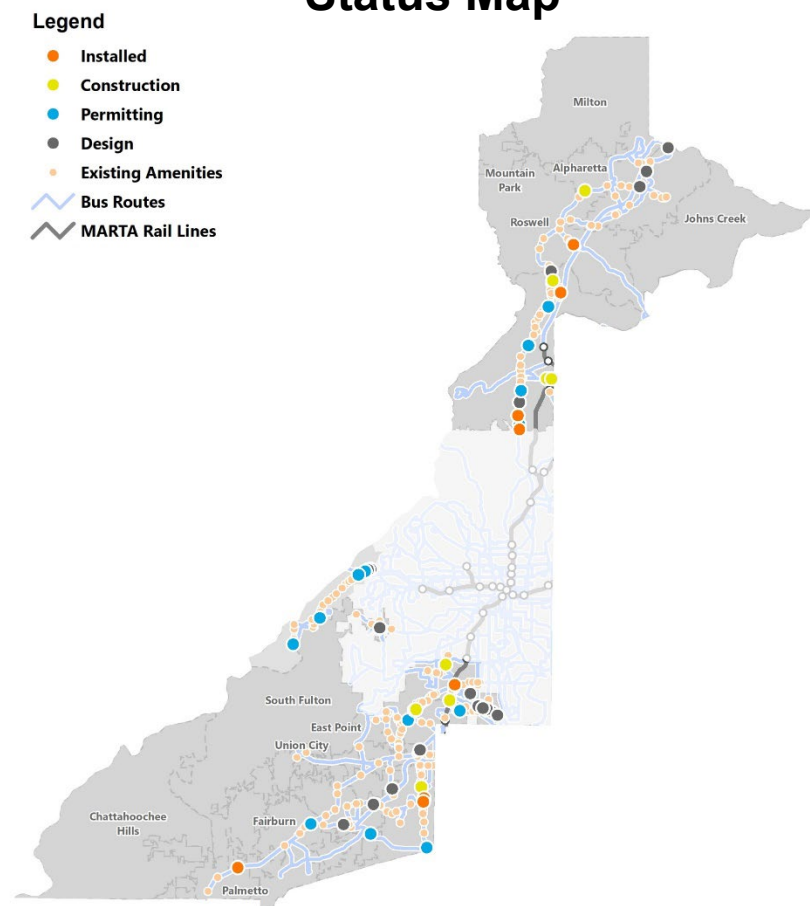 Status Map
Legend
Installed
Construction
Permitting
Design
Existing Amenities
Bus Routes
MARTA Rail Lines
Milton
Mountain
Park
Alpharetta
Roswell
Johns Creek
South Fulton
East Point
Union City
Chattahoochee
Hills
Fairburn
Palmetto